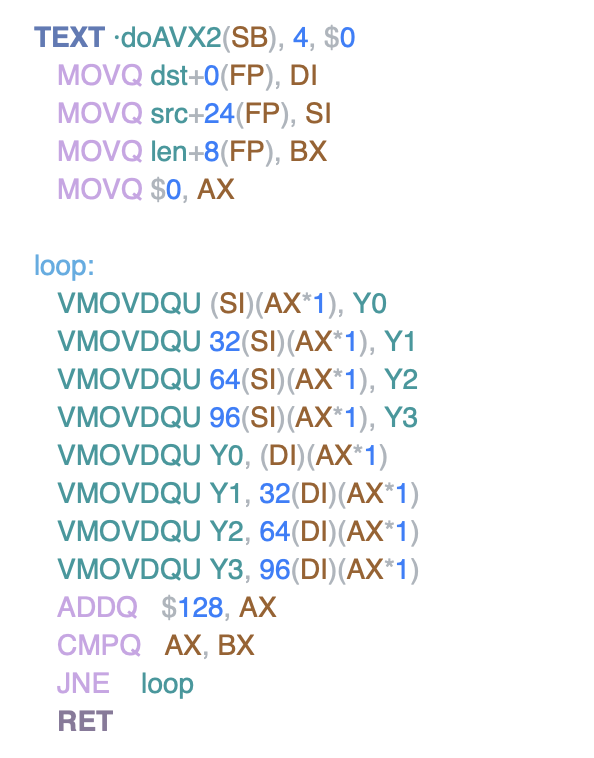 TEXT ·doAVX2(SB), 4, $0
MOVQ dst+0(FP), DI
MOVQ src+24(FP), SI
MOVQ len+8(FP), BX
MOVQ $0, AX
loop:
VMOVDQU (SI)(AX*1), Y0
VMOVDQU 32(SI)(AX*1), Y1
VMOVDQU 64(SI)(AX*1), Y2
VMOVDQU 96(SI)(AX*1), Y3
VMOVDQU Y0, (DI)(AX*1)
VMOVDQU Y1, 32(DI)(AX*1)
VMOVDQU Y2, 64(DI)(AX*1)
VMOVDQU Y3, 96(DI)(AX*1)
ADDQ $128, AX
CMPQ AX, BX
JNE loop
RET